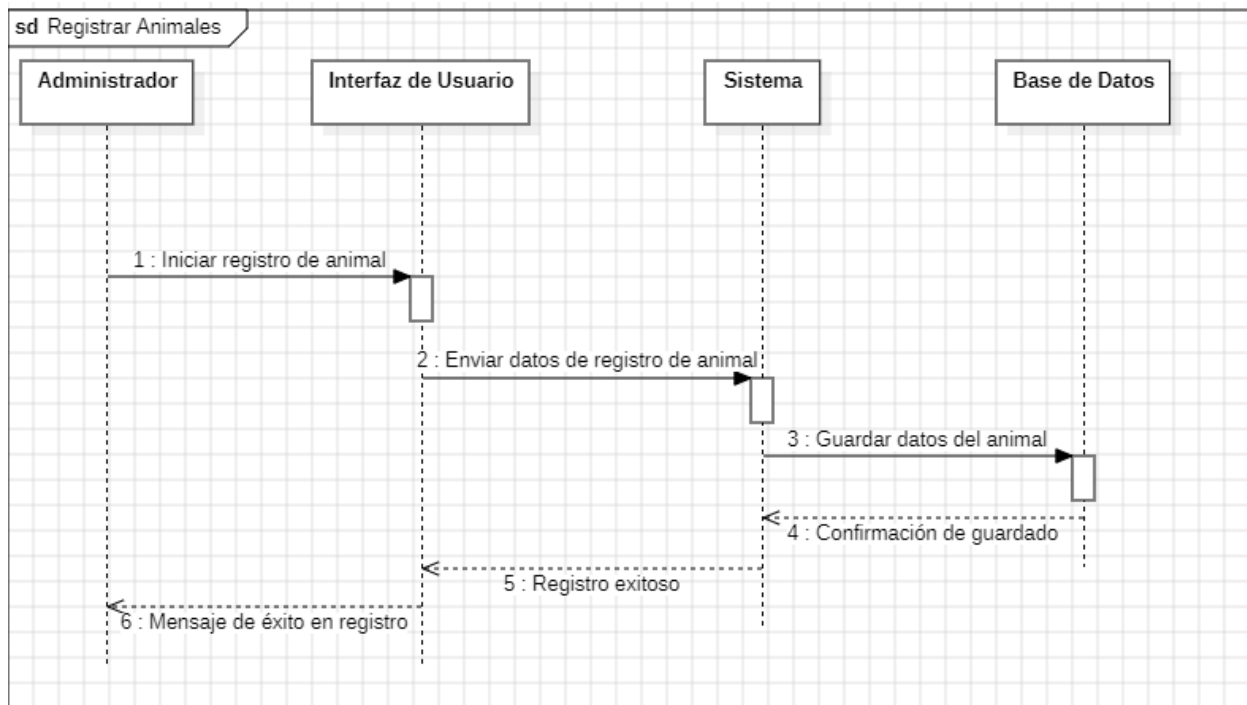 sd Registrar Animales
Administrador
Interfaz de Usuario
Sistema
Base de Datos
1 : Iniciar registro de animal
2 : Enviar datos de registro de animal
3 : Guardar datos del animal
4 : Confirmación de guardado
5 : Registro exitoso
6 : Mensaje de éxito en registro